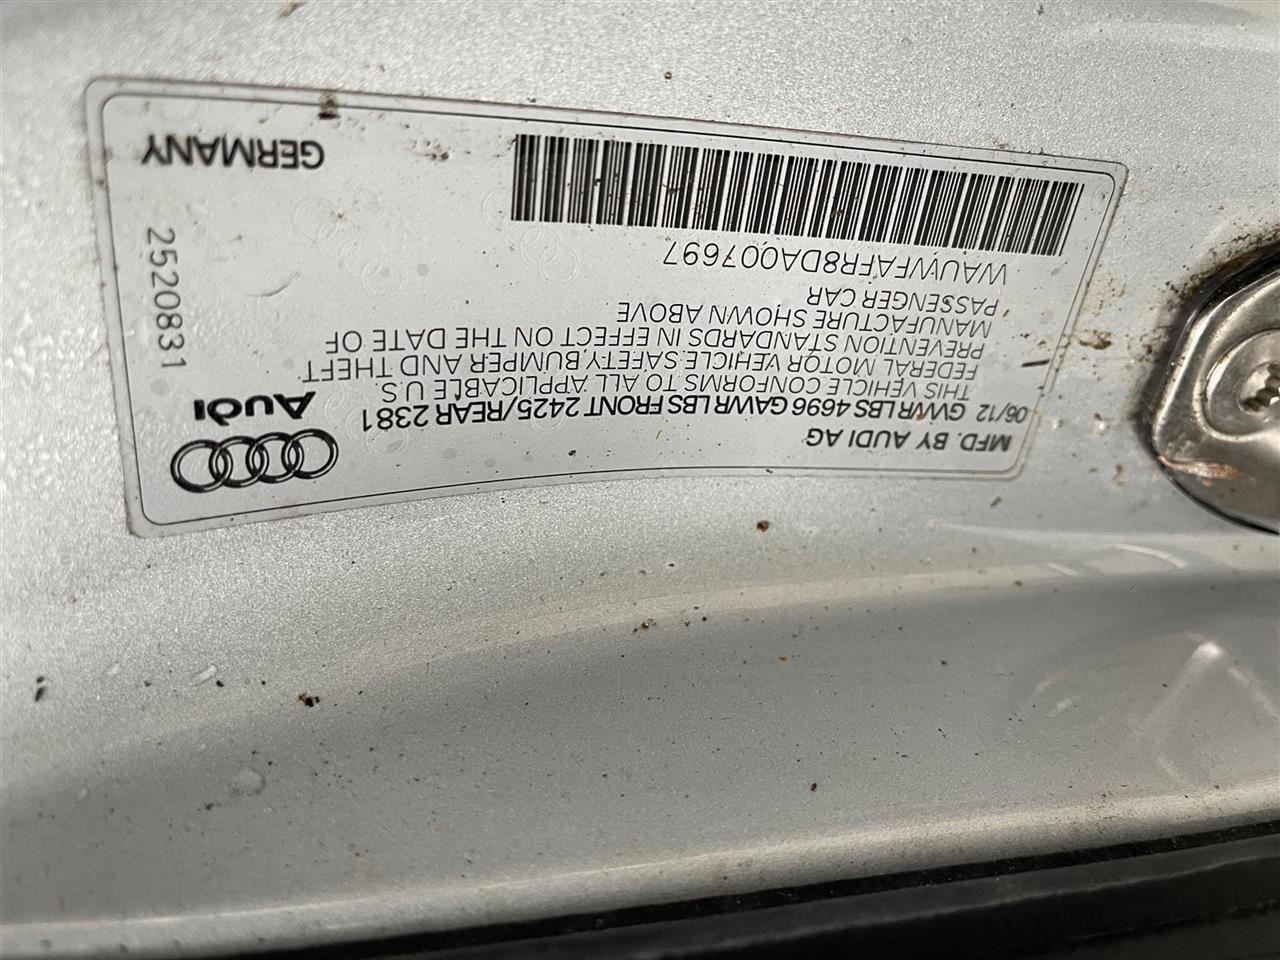 Audi
MFD. BY AUDI AG
06/12 GVWR LBS 4696 GAWR LBS FRONT 2425/REAR 2381
THIS VEHICLE CONFORMS TO ALL APPLICABLE U.S.
FEDERAL MOTOR VEHICLE SAFETY, BUMPER AND THEFT
PREVENTION STANDARDS IN EFFECT ON THE DATE OF
MANUFACTURE SHOWN ABOVE
PASSENGER CAR
WAUWFAFR8DA007697
2520831
GERMANY